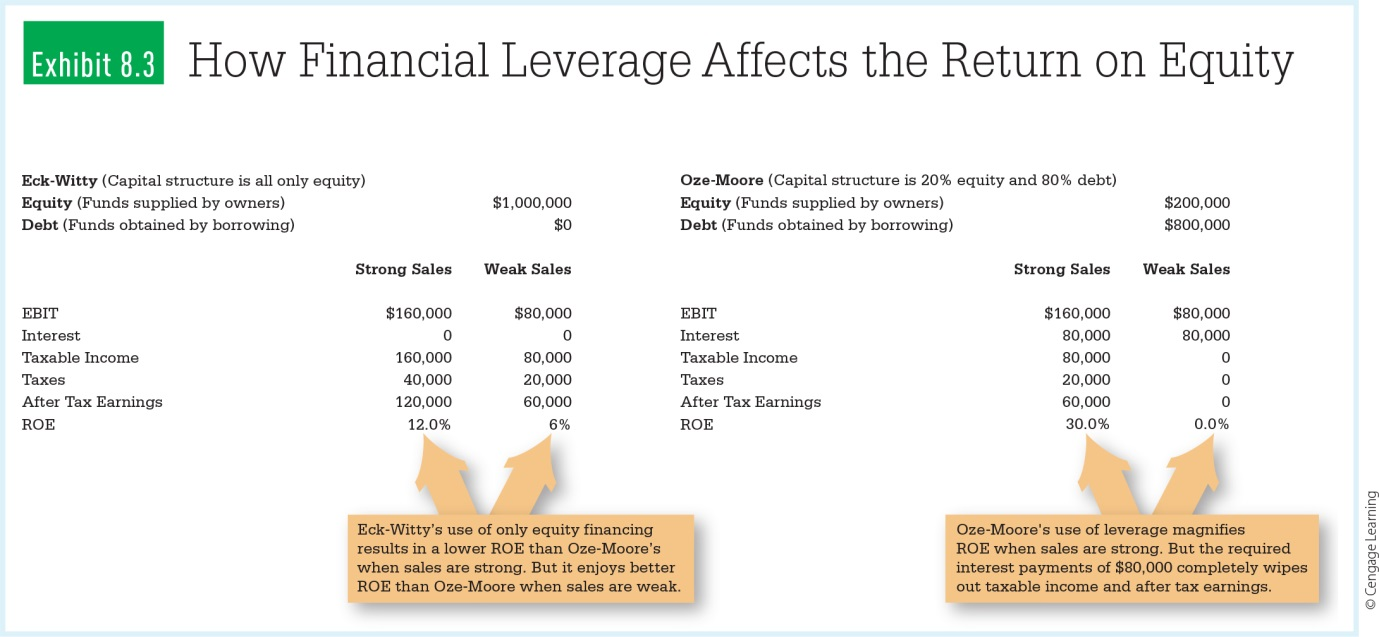 Exhibit 8.3 How Financial Leverage Affects the Return on Equity
Eck-Witty (Capital structure is all only equity)
Equity (Funds supplied by owners) $1,000,000
Debt (Funds obtained by borrowing) $0
Strong Sales Weak Sales
EBIT $160,000 $80,000
Interest 0 0
Taxable Income 160,000 80,000
Taxes 40,000 20,000
After Tax Earnings 120,000 60,000
ROE 12.0% 6%
Eck-Witty's use of only equity financing
results in a lower ROE than Oze-Moore's
when sales are strong. But it enjoys better
ROE than Oze-Moore when sales are weak.
Oze-Moore (Capital structure is 20% equity and 80% debt)
Equity (Funds supplied by owners) $200,000
Debt (Funds obtained by borrowing) $800,000
Strong Sales Weak Sales
EBIT $160,000 $80,000
Interest 80,000 80,000
Taxable Income 80,000 0
Taxes 20,000 0
After Tax Earnings 60,000 0
ROE 30.0% 0.0%
Oze-Moore's use of leverage magnifies
ROE when sales are strong. But the required
interest payments of $80,000 completely wipes
out taxable income and after tax earnings.
© Cengage Learning